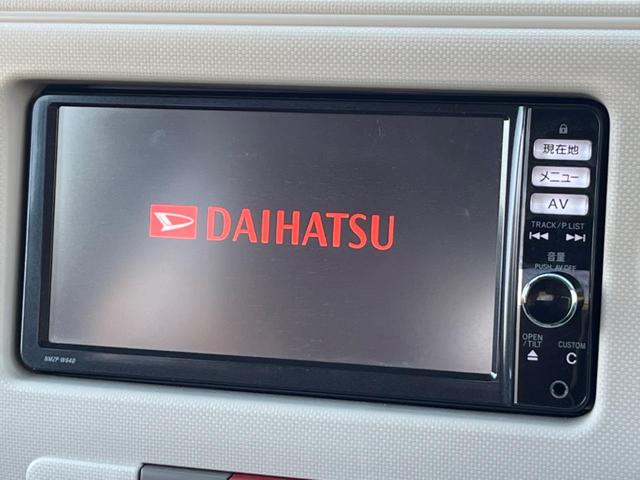 DAIHATSU
NMZP-W64D
現在地
メニュー
AV
TRACK/P.LIST
音量
PUSH AV OFF
OPEN
/TILT
CUSTOM
C